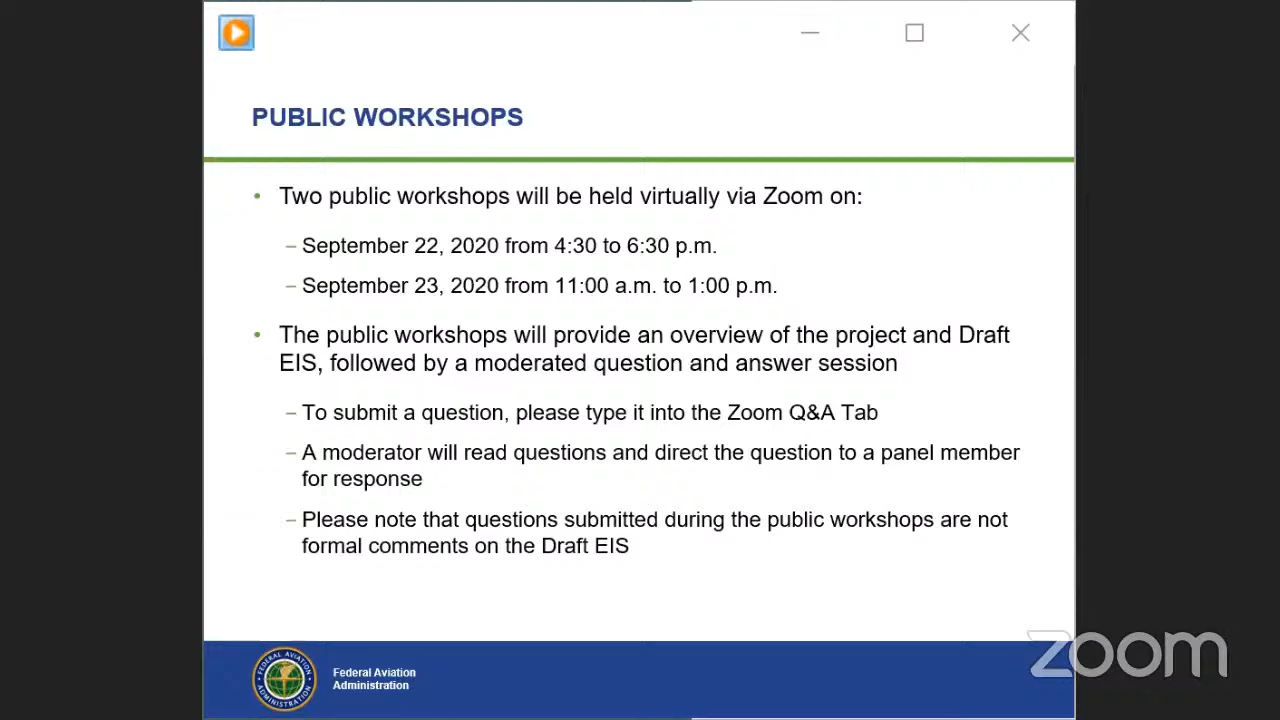 PUBLIC WORKSHOPS
• Two public workshops will be held virtually via Zoom on:
– September 22, 2020 from 4:30 to 6:30 p.m.
– September 23, 2020 from 11:00 a.m. to 1:00 p.m.
• The public workshops will provide an overview of the project and Draft
EIS, followed by a moderated question and answer session
– To submit a question, please type it into the Zoom Q&A Tab
– A moderator will read questions and direct the question to a panel member
for response
– Please note that questions submitted during the public workshops are not
formal comments on the Draft EIS
FEDERAL AVIATION
ADMINISTRATION
Federal Aviation
Administration
zoom